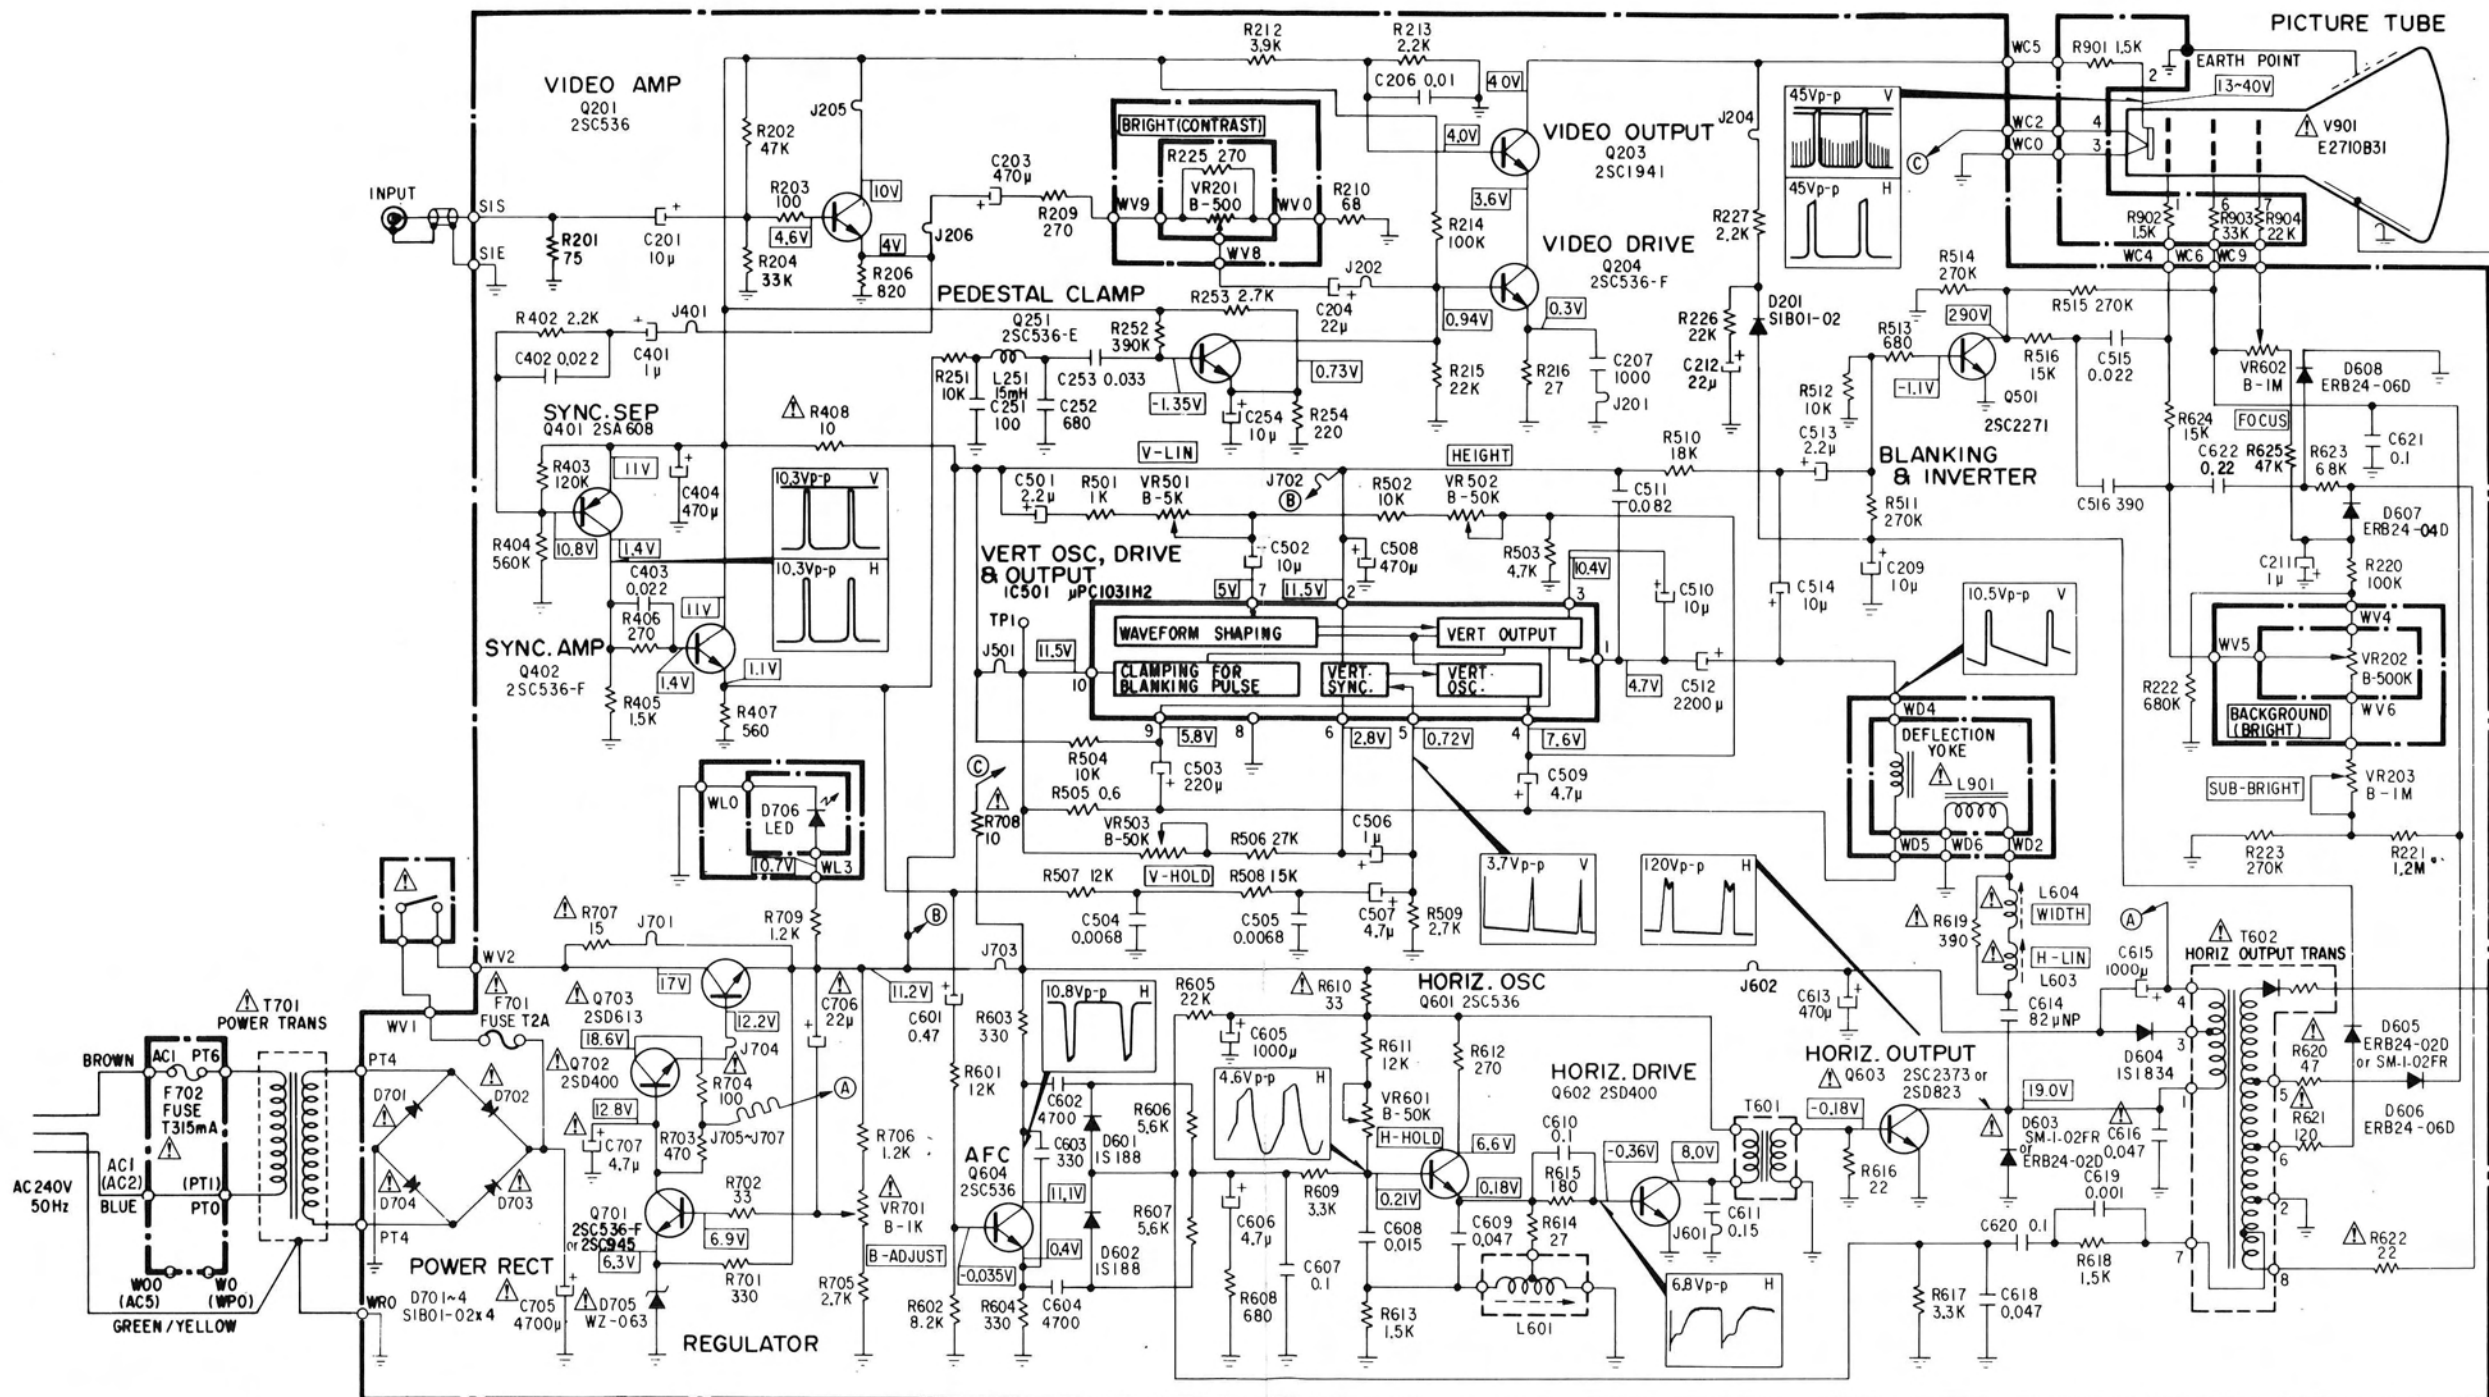 PICTURE TUBE
VIDEO AMP
Q201
2SC536
R202
47K
J205
R203
100
10V
4.6V
4V
R204
33K
R206
820
J206
INPUT
SIS
SIE
R201
75
C201
10µ
C203
470µ
R209
270
BRIGHT(CONTRAST)
R225 270
VR201
B-500
WV9
WV0
WV8
R210
68
R212
3.9K
R213
2.2K
C206 0.01
40V
4.0V
VIDEO OUTPUT
Q203
2SC1941
3.6V
R214
100K
VIDEO DRIVE
Q204
2SC536-F
0.3V
0.94V
J202
C204
22µ
R215
22K
R216
27
C207
1000
J201
J204
R227
2.2K
R226
22K
C212
22µ
D201
S1B01-02
45Vp-p V
45Vp-p H
WC5
R901 1.5K
EARTH POINT
2
13~40V
WC2
4
WC0
3
C
V901
E2710B31
1
6
7
R902
1.5K
R903
33K
R904
22K
WC4
WC6
WC9
R514
270K
R515 270K
290V
R513
680
R516
15K
C515
0.022
-1.1V
Q501
2SC2271
R512
10K
VR602
B-1M
D608
ERB24-06D
FOCUS
R624
15K
C622
0.22
R625
47K
R623
68K
C621
0.1
C513
2.2µ
BLANKING
& INVERTER
C516 390
D607
ERB24-04D
R511
270K
C209
10µ
C211
1µ
R220
100K
PEDESTAL CLAMP
Q251
2SC536-E
R253 2.7K
R252
390K
R251
10K
L251
15mH
C251
100
C252
680
C253 0.033
-1.35V
0.73V
C254
10µ
R254
220
R402 2.2K
C402 0.022
C401
1µ
J401
SYNC. SEP
Q401 2SA608
R408
10
R403
120K
11V
C404
470µ
10.3Vp-p V
10.3Vp-p H
R404
560K
10.8V
1.4V
C403
0.022
11V
R406
270
SYNC. AMP
Q402
2SC536-F
1.4V
1.1V
R405
1.5K
R407
560
V-LIN
C501
2.2µ
R501
1K
VR501
B-5K
J702
B
HEIGHT
R502
10K
VR502
B-50K
R510
18K
C511
0.082
VERT OSC, DRIVE
& OUTPUT
IC501 µPC1031H2
C502
10µ
C508
470µ
R503
4.7K
10.4V
C510
10µ
C514
10µ
5V
7
11.5V
2
3
TP1
J501
11.5V
10
WAVEFORM SHAPING
VERT OUTPUT
CLAMPING FOR
BLANKING PULSE
VERT.
SYNC.
VERT.
OSC.
1
4.7V
C512
2200µ
9
5.8V
8
6
2.8V
5
0.72V
4
7.6V
10.5Vp-p V
WV4
WV5
VR202
B-500K
WV6
R222
680K
BACKGROUND
(BRIGHT)
WD4
DEFLECTION
YOKE
L901
WD5
WD6
WD2
SUB-BRIGHT
VR203
B-1M
R223
270K
R221
1.2M
R504
10K
C503
220µ
C
R708
10
R505 0.6
C509
4.7µ
VR503
B-50K
R506 27K
C506
1µ
V-HOLD
R507 12K
R508 15K
C504
0.0068
C505
0.0068
C507
4.7µ
R509
2.7K
3.7Vp-p V
120Vp-p H
WL0
D706
LED
10.7V
WL3
R709
1.2K
R707
15
J701
WV2
17V
B
J703
R619
390
L604
WIDTH
H-LIN
L603
A
C615
1000µ
T602
HORIZ OUTPUT TRANS
T701
POWER TRANS
F701
FUSE T2A
WV1
Q703
2SD613
12.2V
18.6V
C706
22µ
11.2V
C601
0.47
R603
330
10.8Vp-p H
R605
22K
R610
33
HORIZ. OSC
Q601 2SC536
J602
C613
470µ
C614
82µNP
BROWN
AC1
PT6
F702
FUSE
T315mA
PT4
D701
D702
D704
D703
Q702
2SD400
J704
R704
100
A
12.8V
C707
4.7µ
R703
470
J705~J707
R706
1.2K
R601
12K
C602
4700
C603
330
D601
1S188
R606
5.6K
C605
1000µ
4.6Vp-p H
R611
12K
VR601
B-50K
H-HOLD
R612
270
6.6V
HORIZ. DRIVE
Q602 2SD400
C610
0.1
R615
180
-0.36V
8.0V
T601
HORIZ. OUTPUT
Q603 2SC2373 or
2SD823
-0.18V
19.0V
D603
SM-1-02FR
or
ERB24-02D
C616
0.047
D604
1S1834
4
3
1
5
6
2
7
8
R620
47
D605
ERB24-02D
or SM-1-02FR
R621
120
D606
ERB24-06D
AC 240V
50Hz
AC1
(AC2)
BLUE
(PT1)
PT0
PT4
W00
(AC5)
W0
(WP0)
GREEN/YELLOW
WR0
POWER RECT
D701~4
S1B01-02x4
C705
4700µ
Q701
2SC536-F
or 2SC945
6.3V
R702
33
6.9V
R701
330
D705
WZ-063
REGULATOR
VR701
B-1K
B-ADJUST
R705
2.7K
AFC
Q604
2SC536
11.1V
0.4V
-0.035V
R602
8.2K
R604
330
C604
4700
D602
1S188
R607
5.6K
C606
4.7µ
R608
680
C607
0.1
R609
3.3K
0.21V
C608
0.015
R613
1.5K
0.18V
C609
0.047
R614
27
L601
J601
C611
0.15
6.8Vp-p H
R616
22
C619
0.001
C620 0.1
R618
1.5K
R617
3.3K
C618
0.047
R622
22